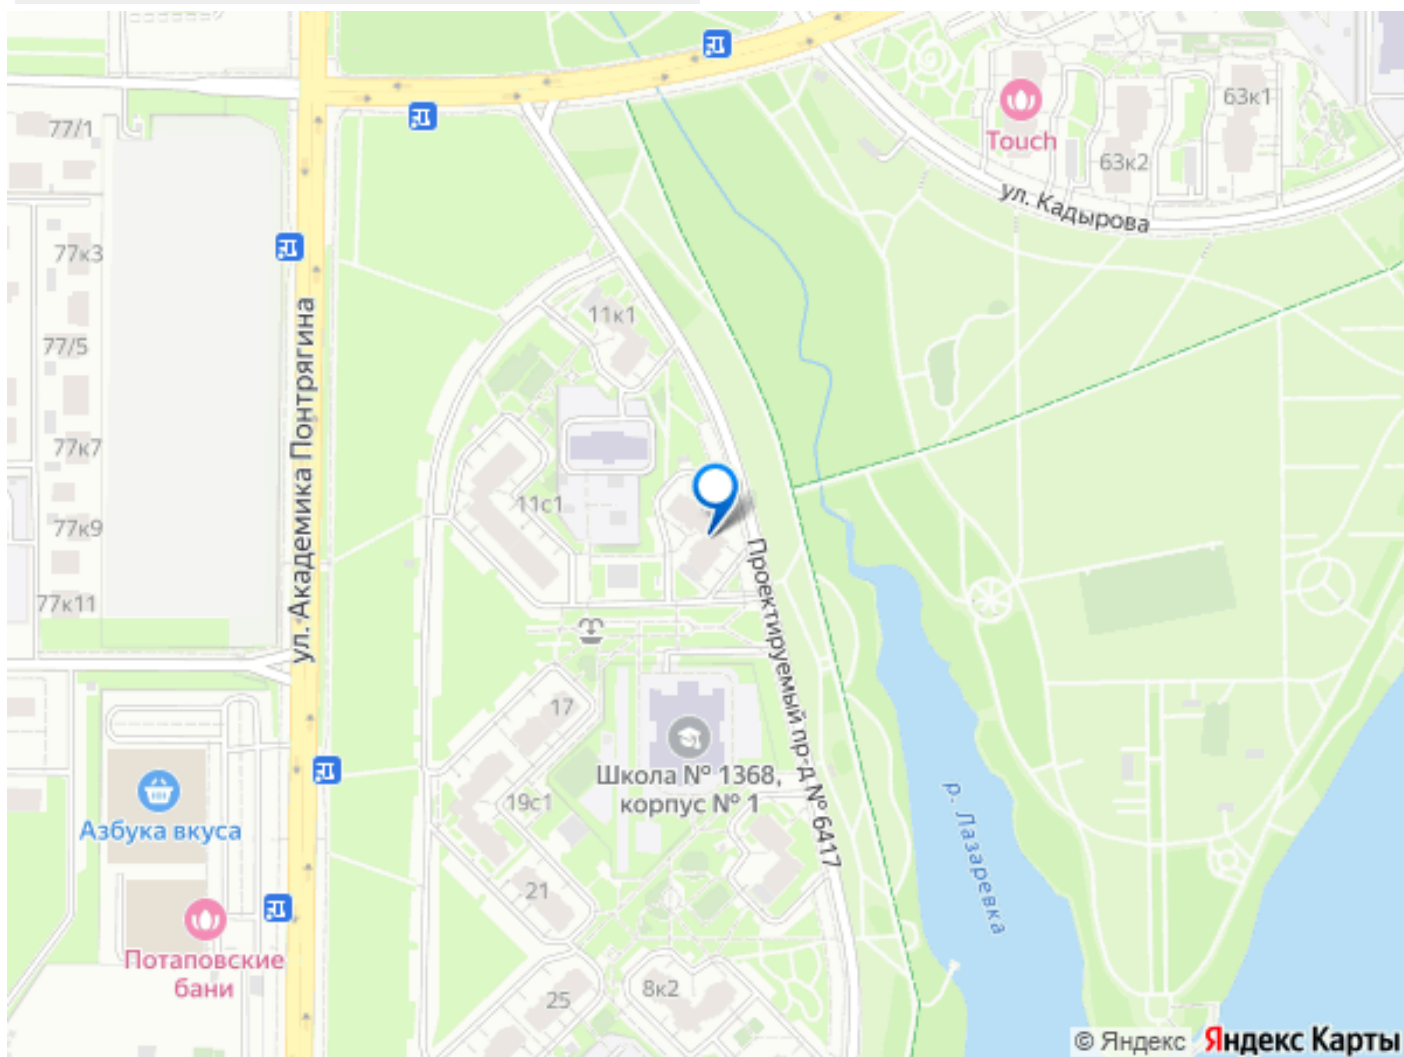 77/1
63к1
Touch
63к2
ул. Кадырова
77к3
11к1
77/5
ул. Академика Понтрягина
77к7
11с1
77к9
Проектируемый пр-д № 6417
77к11
17
Школа № 1368,
корпус № 1
19с1
Азбука вкуса
р. Лазаревка
21
Потаповские
бани
25
8к2
© Яндекс Яндекс Карты